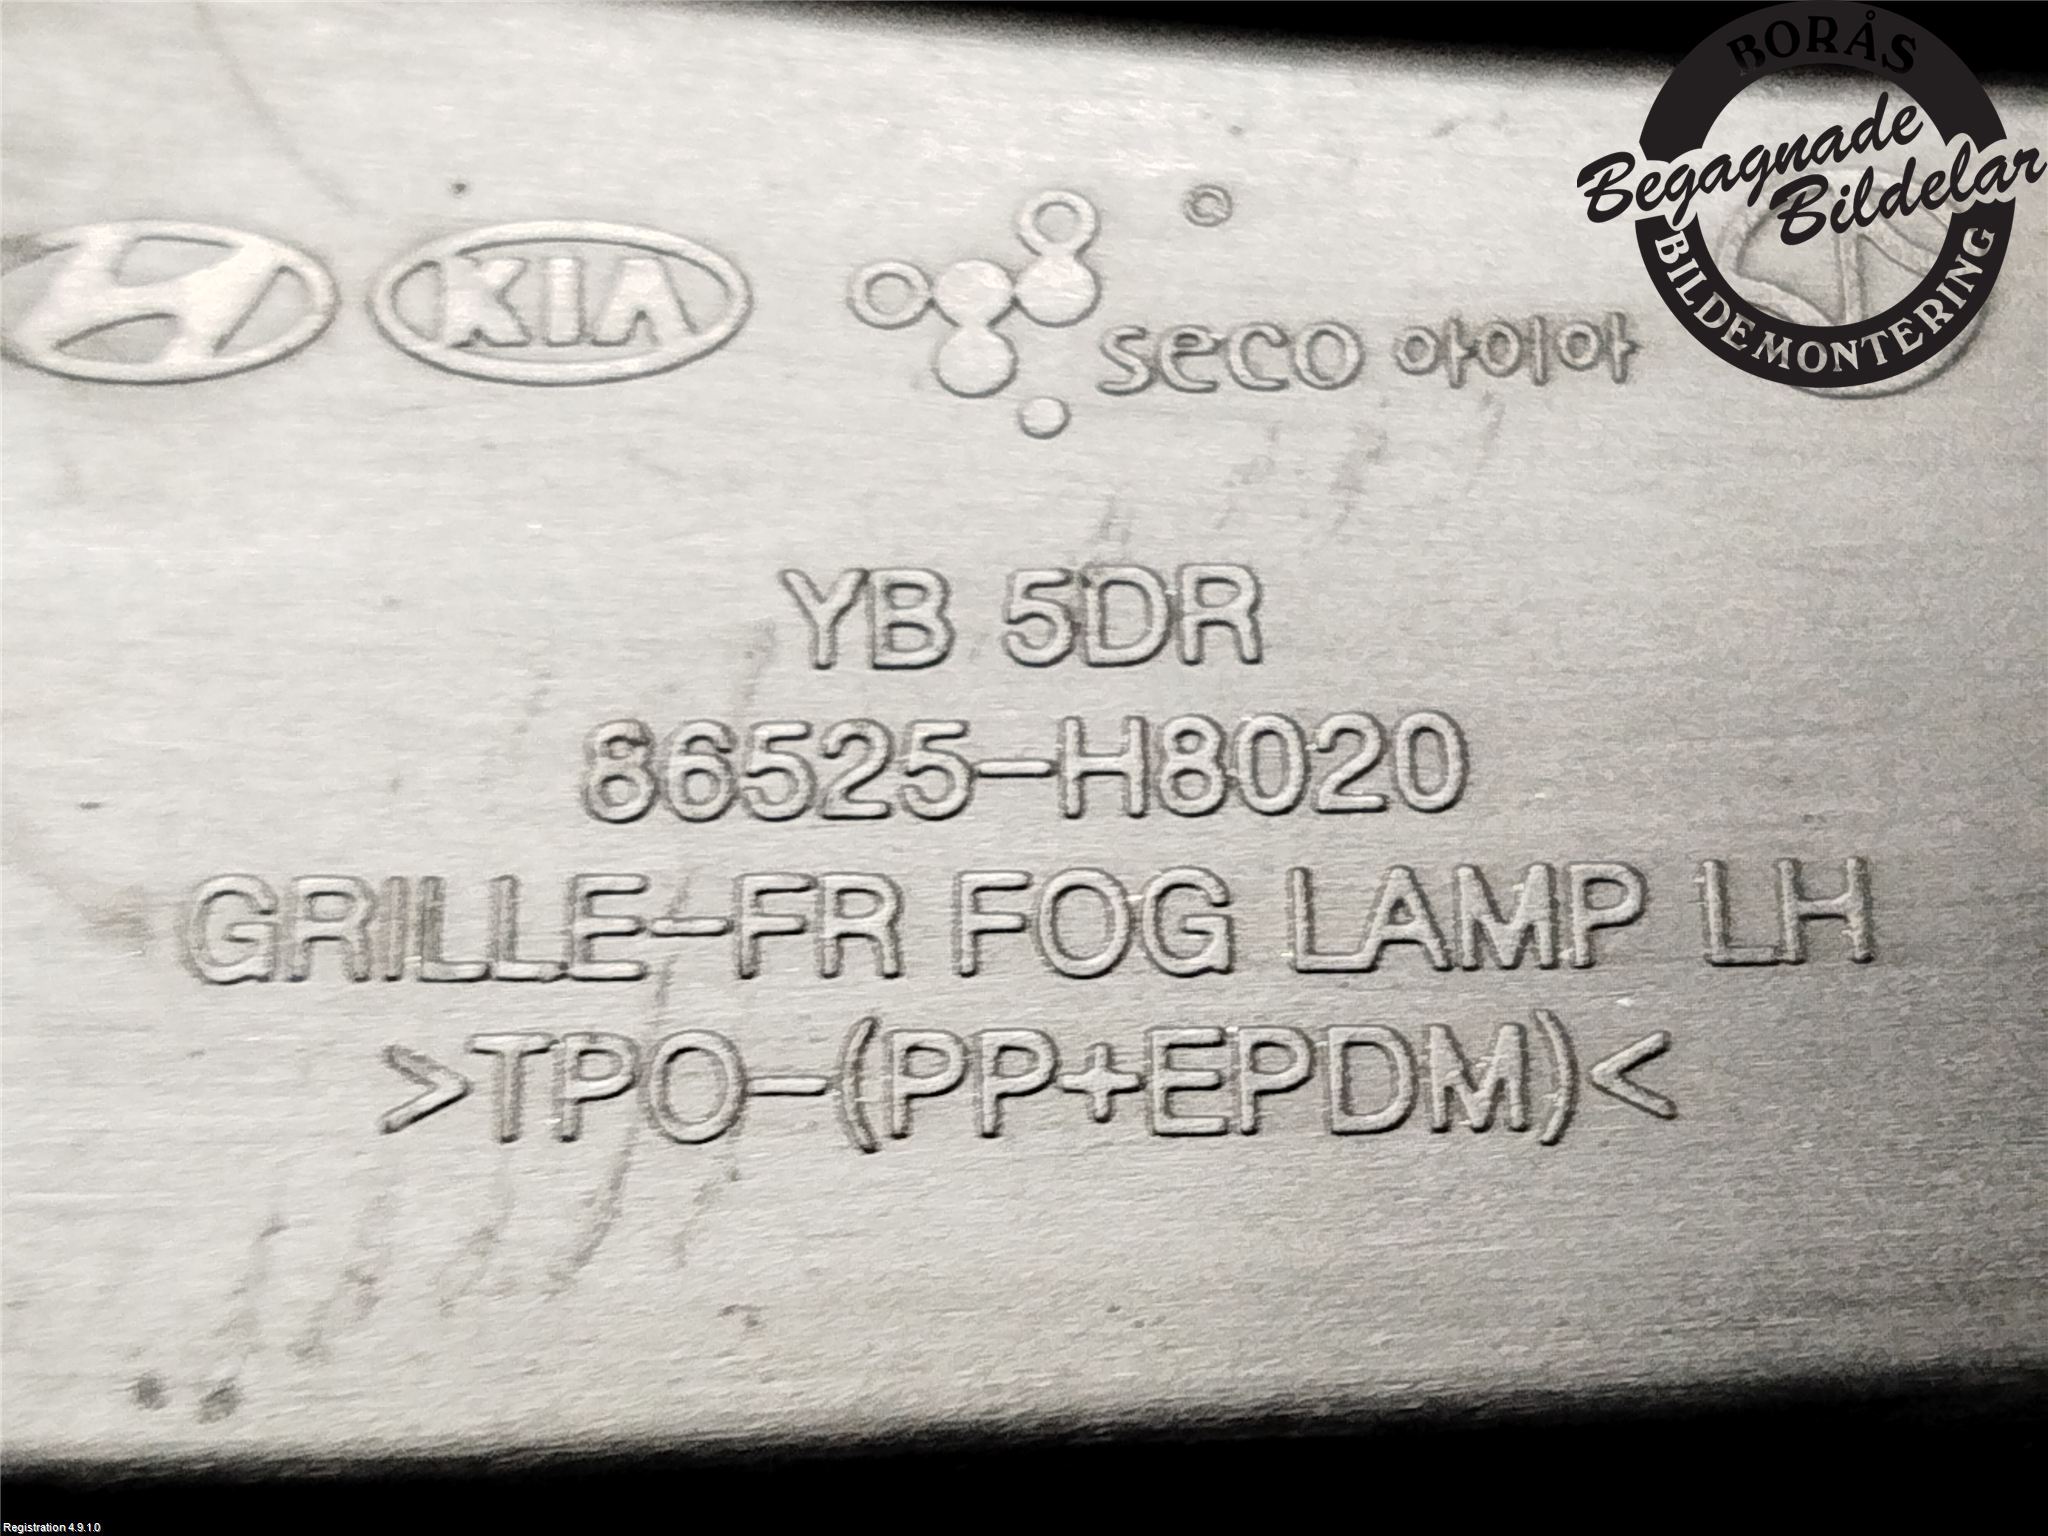 BORÅS
Begagnade
Bildelar
BILDEMONTERING
KIA
seco 아이아
YB 5DR
86525-H8020
GRILLE-FR FOG LAMP LH
>TPO-(PP+EPDM)<
Registration 4.9.1.0